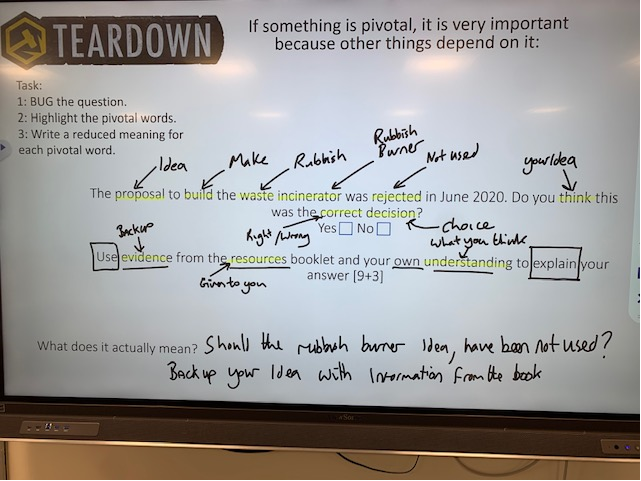 TEARDOWN
If something is pivotal, it is very important
because other things depend on it:
Task:
1: BUG the question.
2: Highlight the pivotal words.
3: Write a reduced meaning for
each pivotal word.
Idea
Make
Rubbish
Rubbish
Burner
Not used
your Idea
The proposal to build the waste incinerator was rejected in June 2020. Do you think this
was the correct decision?
Right/Wrong
Yes No
choice
Backup
what you think
Use evidence from the resources booklet and your own understanding to explain your
answer [9+3]
Given to you
What does it actually mean? Should the rubbish burner Idea, have been not used?
Back up your Idea with Information from the book